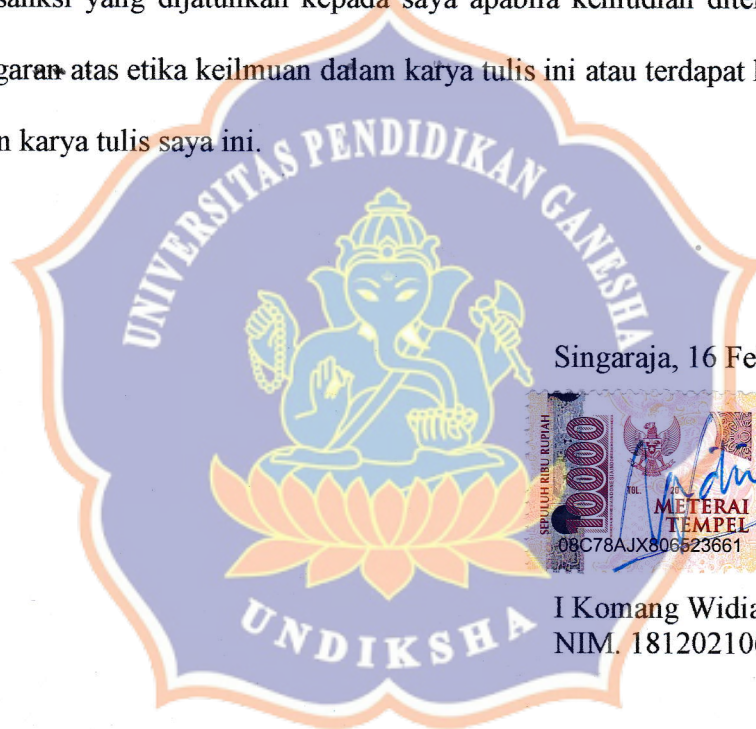 sanksi yang dijatuhkan kepada saya apabila kemudian
garan atas etika keilmuan dalam karya tulis ini atau terdapat
n karya tulis saya ini.
UNIVERSITAS PENDIDIKAN GANESHA
Singaraja, 16 Fe
SEPULUH RIBU RUPIAH
10000
TGL. 20
METERAI
TEMPEL
08C78AJX806523661
I Komang Widia
NIM. 181202100
UNDIKSHA